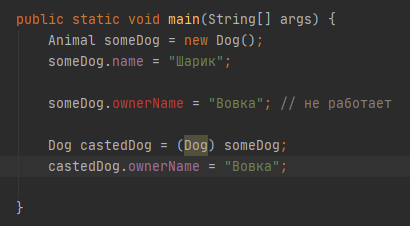 public static void main(String[] args) {
Animal someDog = new Dog();
someDog.name = "Шарик";
someDog.ownerName = "Вовка"; // не работает
Dog castedDog = (Dog) someDog;
castedDog.ownerName = "Вовка";
}